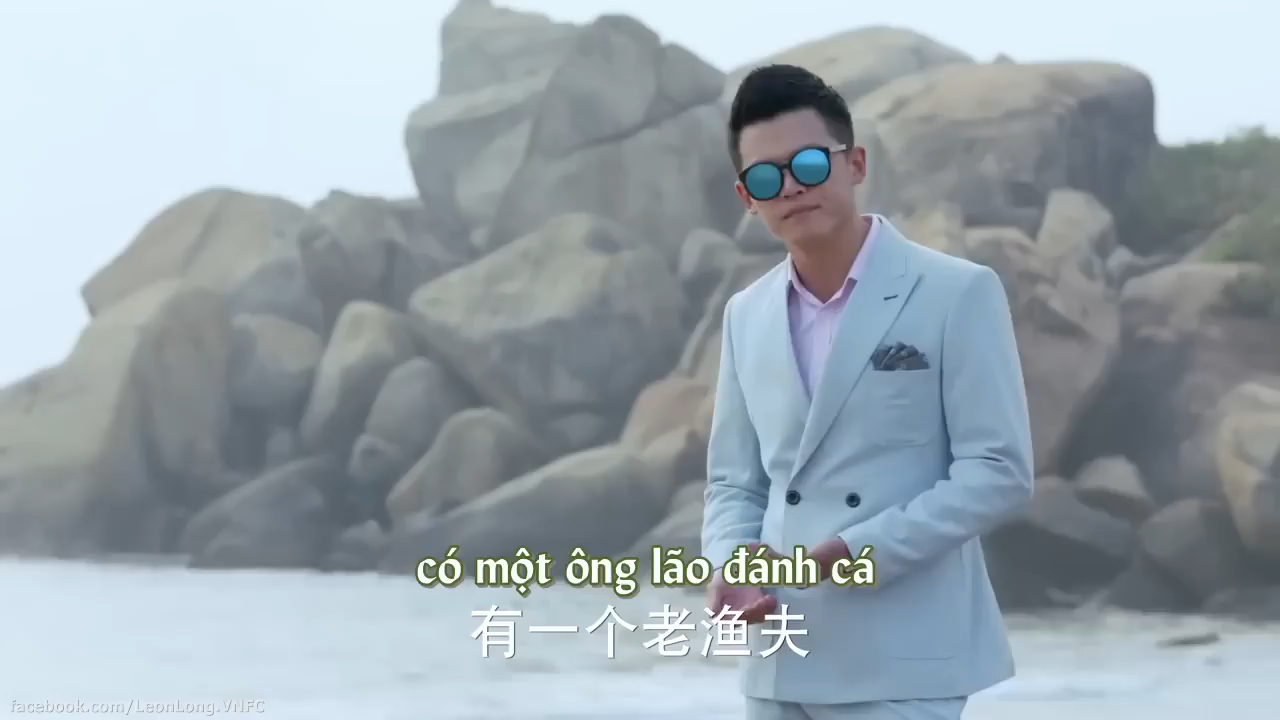 có một ông lão đánh cá
有一个老渔夫
facebook.com/LeonLong.VNFC